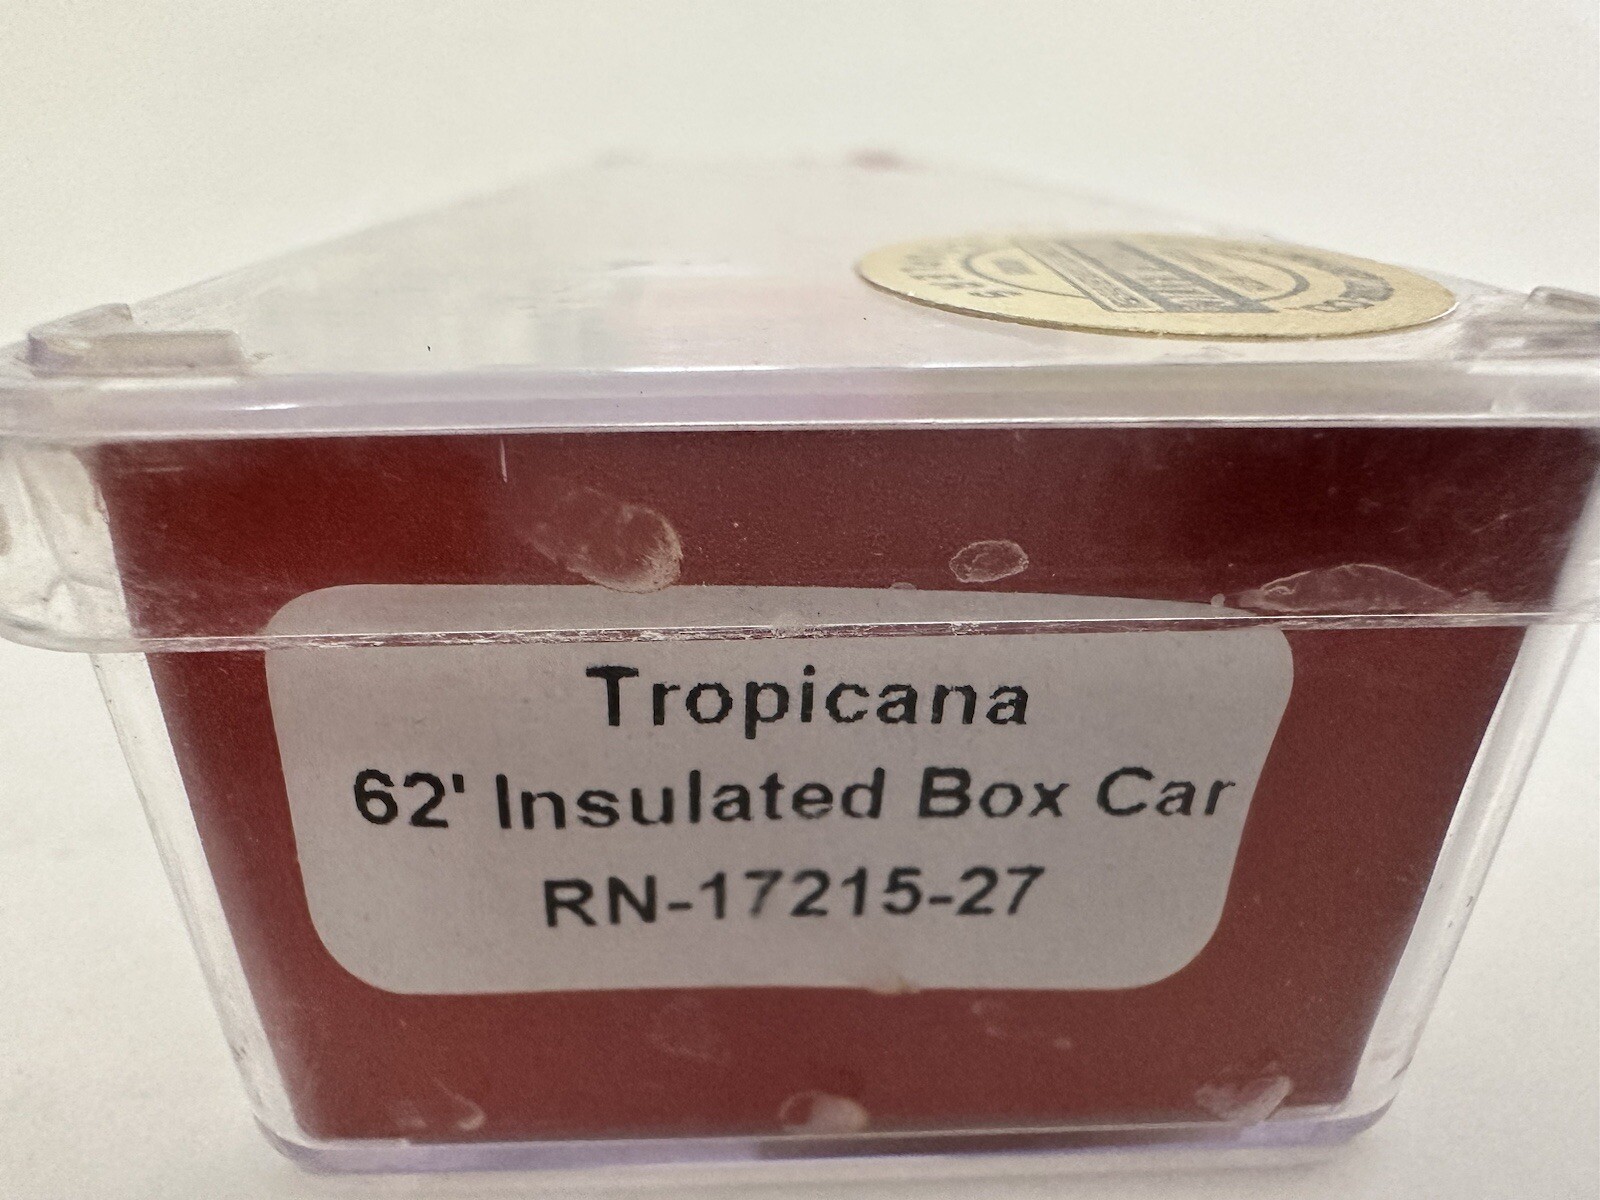 Tropicana
62' Insulated Box Car
RN-17215-27